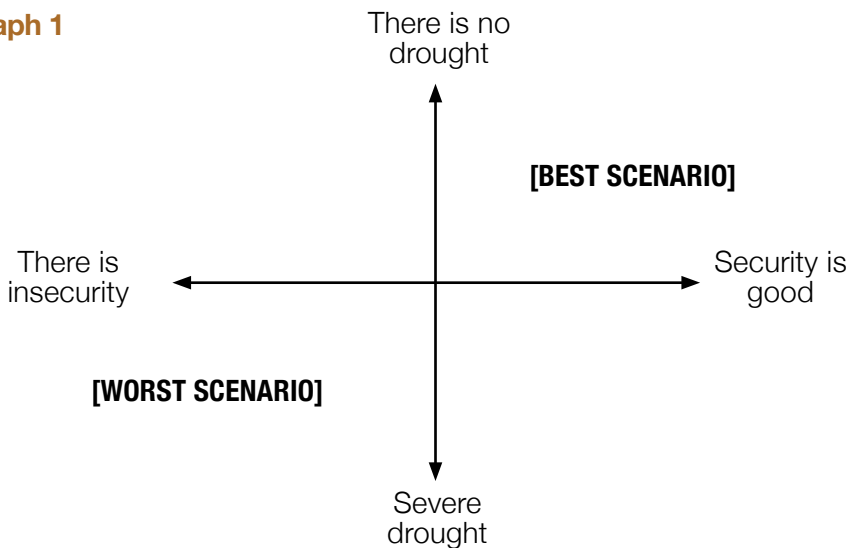 aph 1
There is no
drought
[BEST SCENARIO]
There is
insecurity
Security is
good
[WORST SCENARIO]
Severe
drought